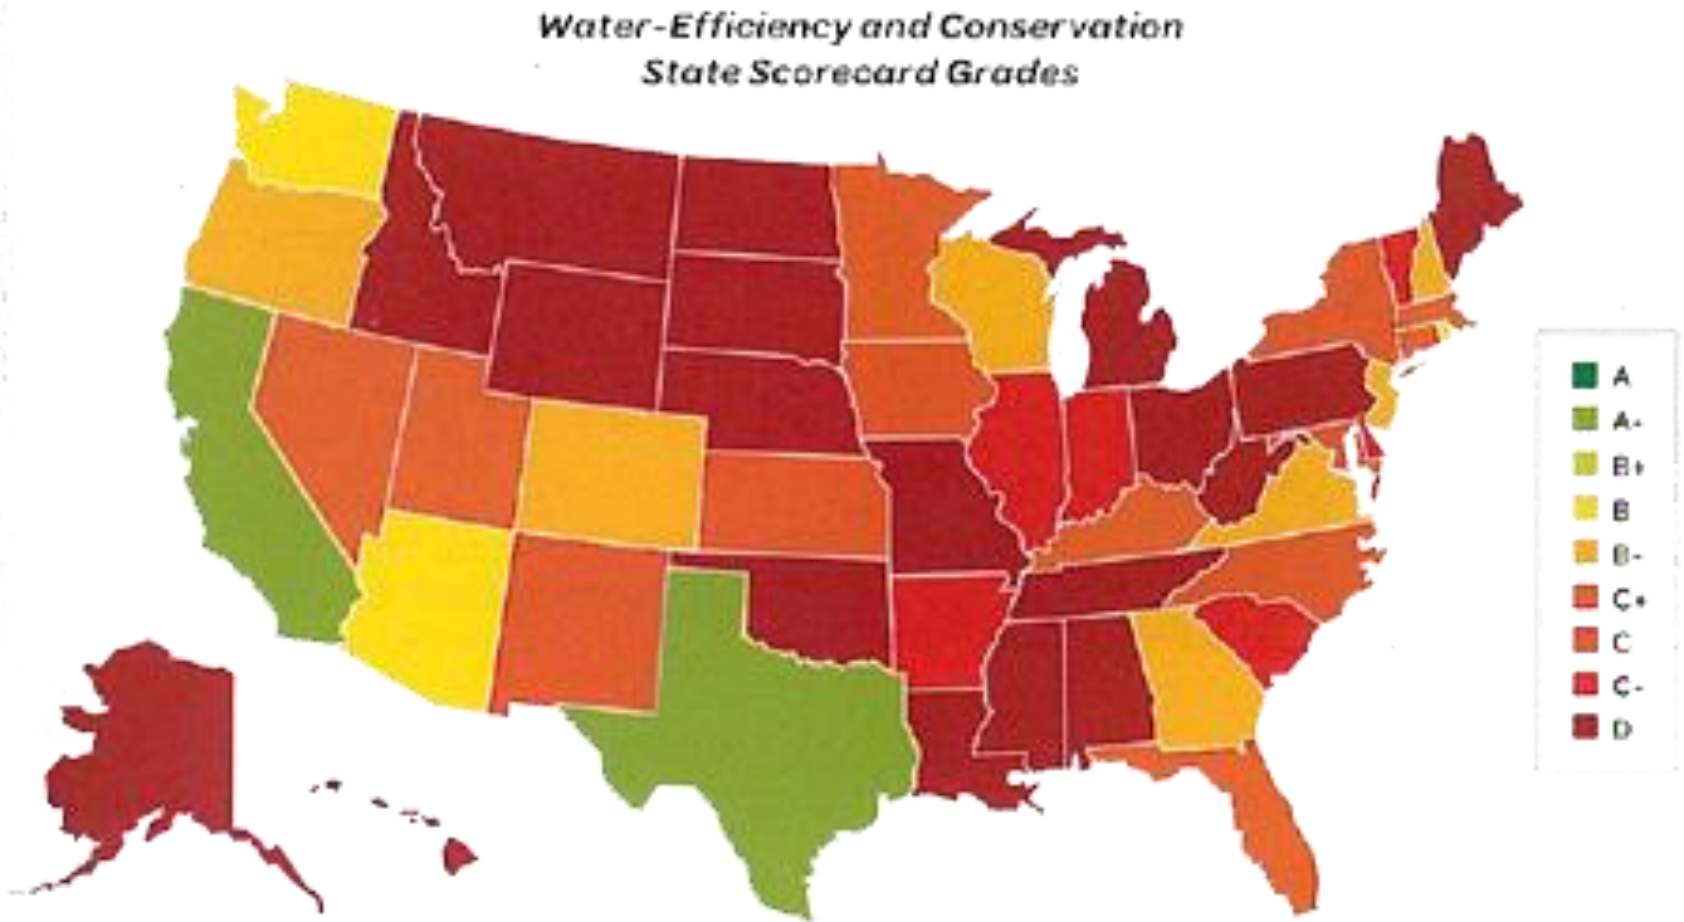 Water-Efficiency and Conservation
State Scorecard Grades
A
A-
B+
B
B-
C+
C
C-
D